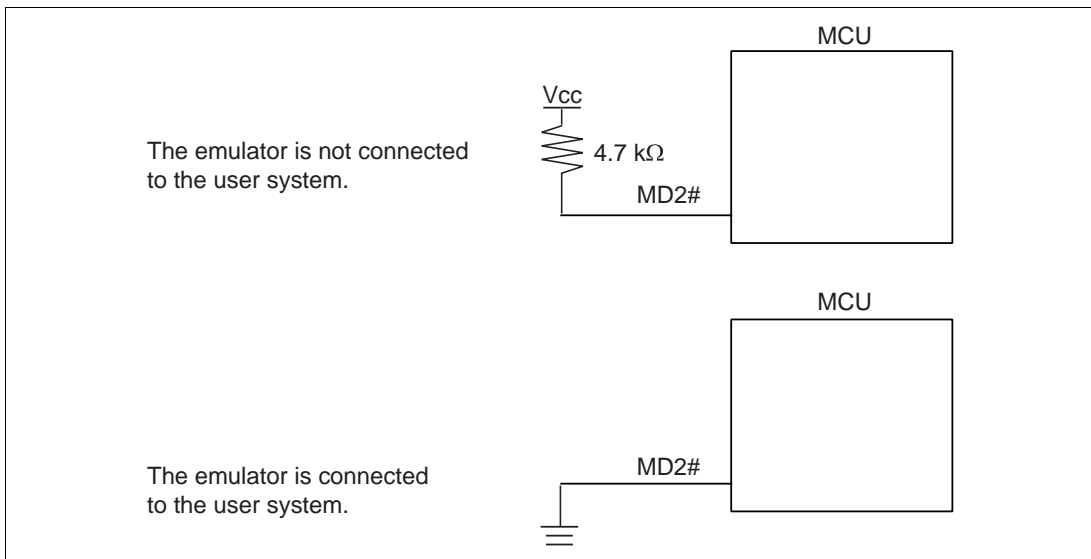 MCU
Vcc
4.7 kΩ
The emulator is not connected
to the user system.
MD2#
MCU
MD2#
The emulator is connected
to the user system.